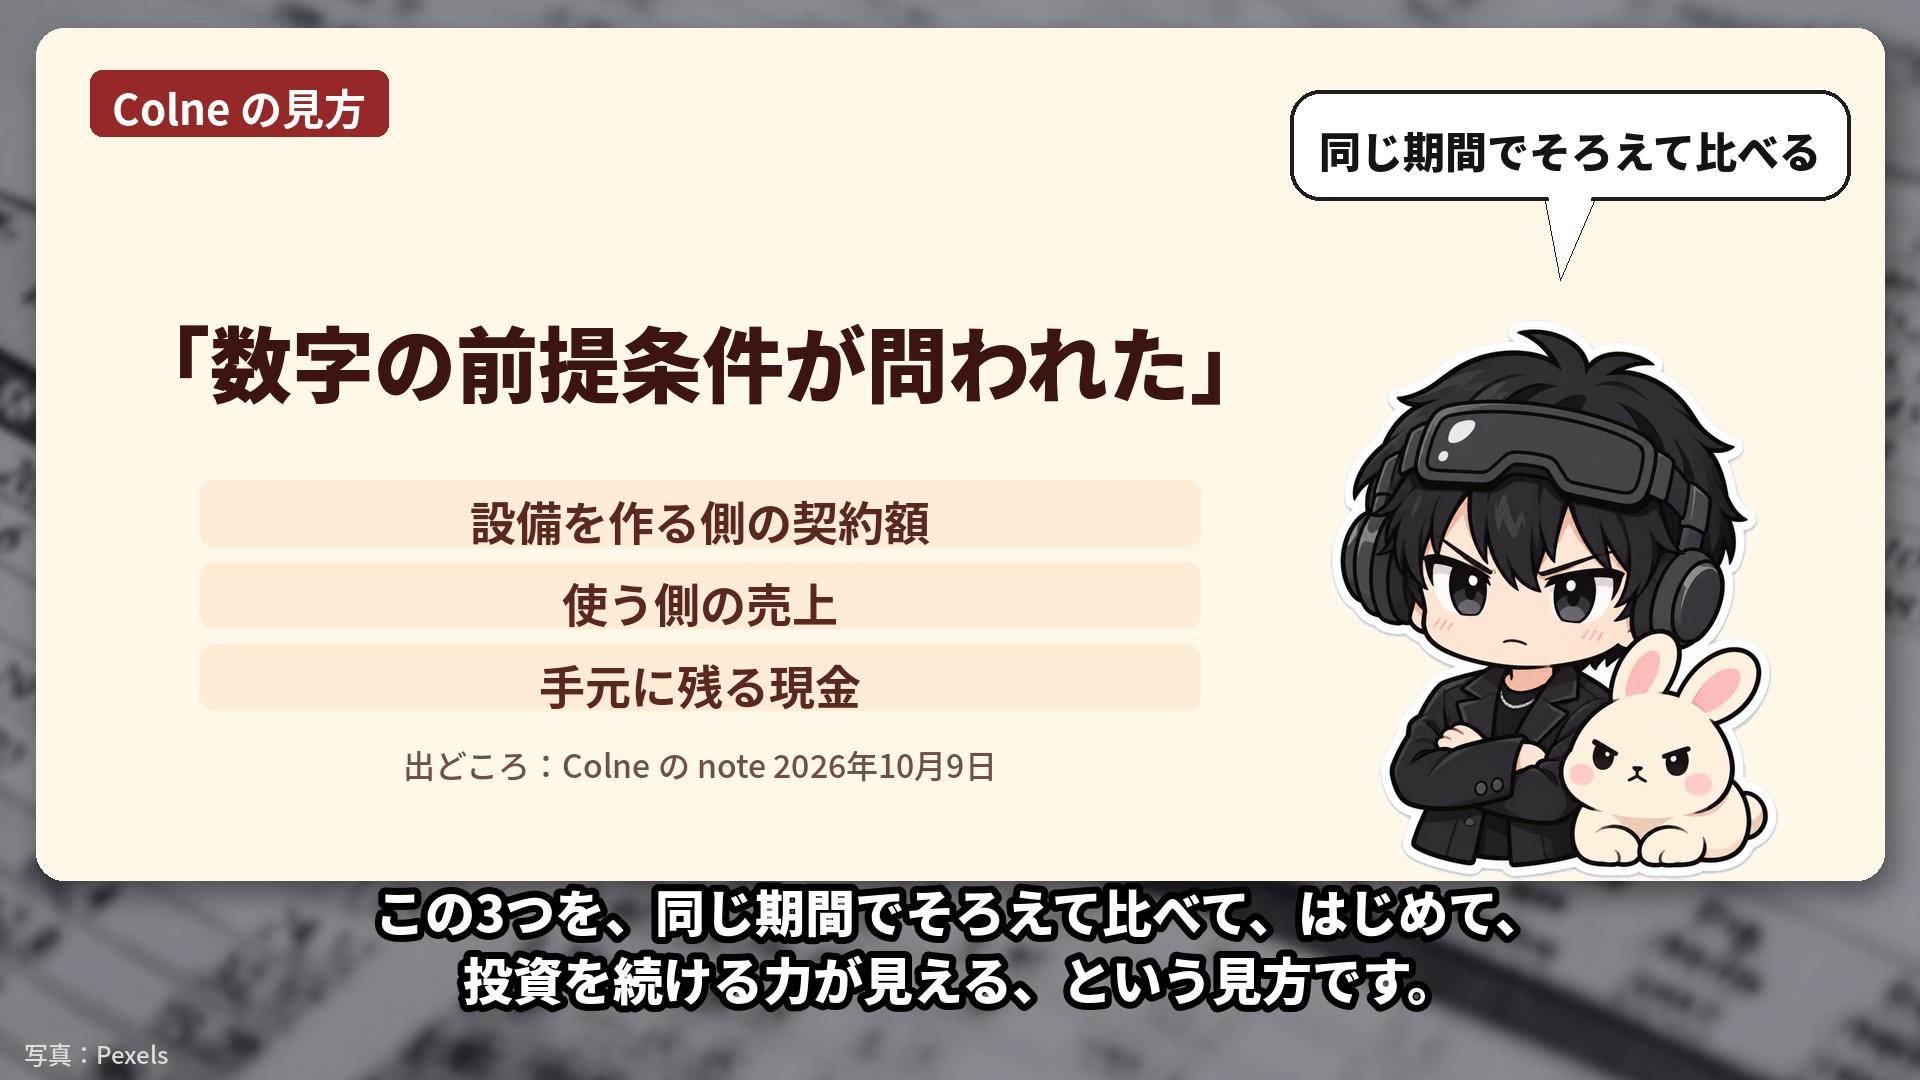 Colne の見方
同じ期間でそろえて比べる
「数字の前提条件が問われた」
設備を作る側の契約額
使う側の売上
手元に残る現金
出どころ：Colne の note 2026年10月9日
この3つを、同じ期間でそろえて比べて、はじめて、
投資を続ける力が見える、という見方です。
写真：Pexels